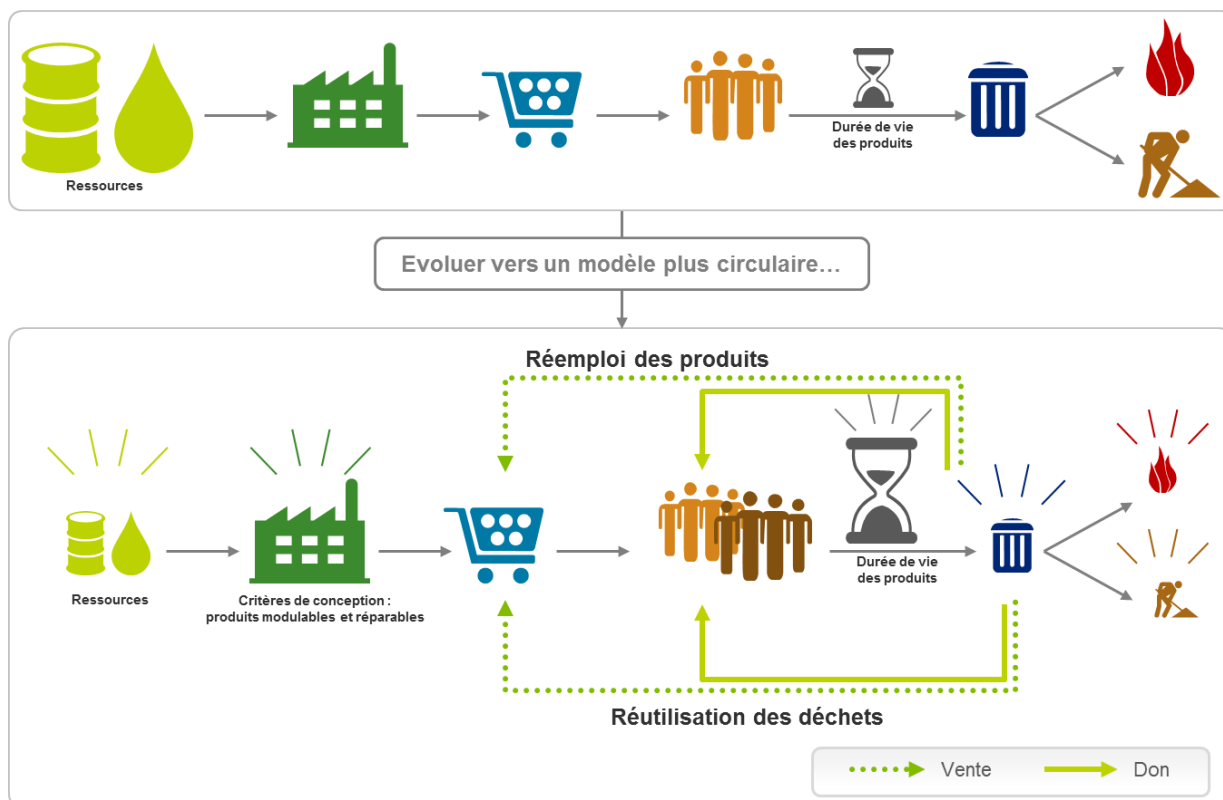 Ressources
Durée de vie
des produits
Evoluer vers un modèle plus circulaire…
Réemploi des produits
Ressources
Critères de conception :
produits modulables et réparables
Durée de vie
des produits
Réutilisation des déchets
Vente
Don